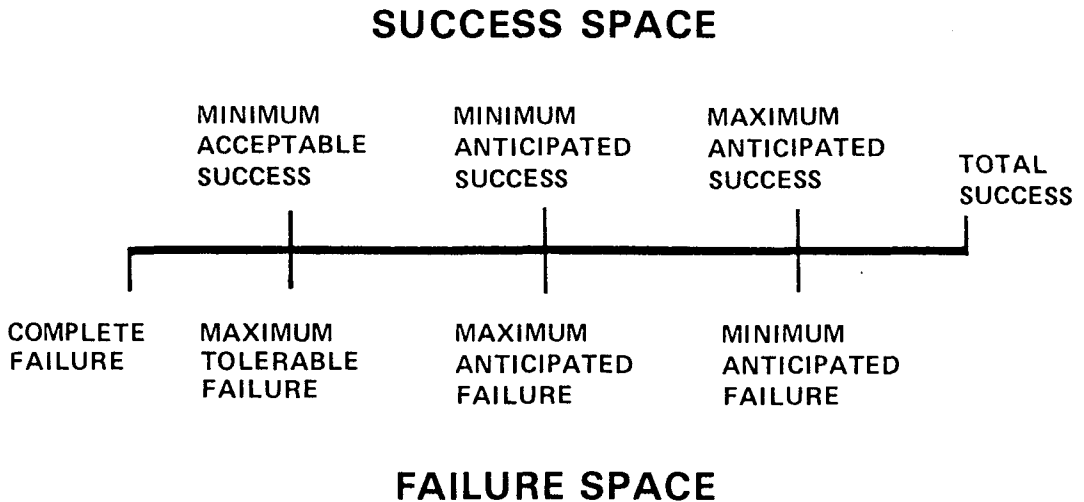 SUCCESS SPACE
MINIMUM
ACCEPTABLE
SUCCESS
MINIMUM
ANTICIPATED
SUCCESS
MAXIMUM
ANTICIPATED
SUCCESS
TOTAL
SUCCESS
COMPLETE
FAILURE
MAXIMUM
TOLERABLE
FAILURE
MAXIMUM
ANTICIPATED
FAILURE
MINIMUM
ANTICIPATED
FAILURE
FAILURE SPACE